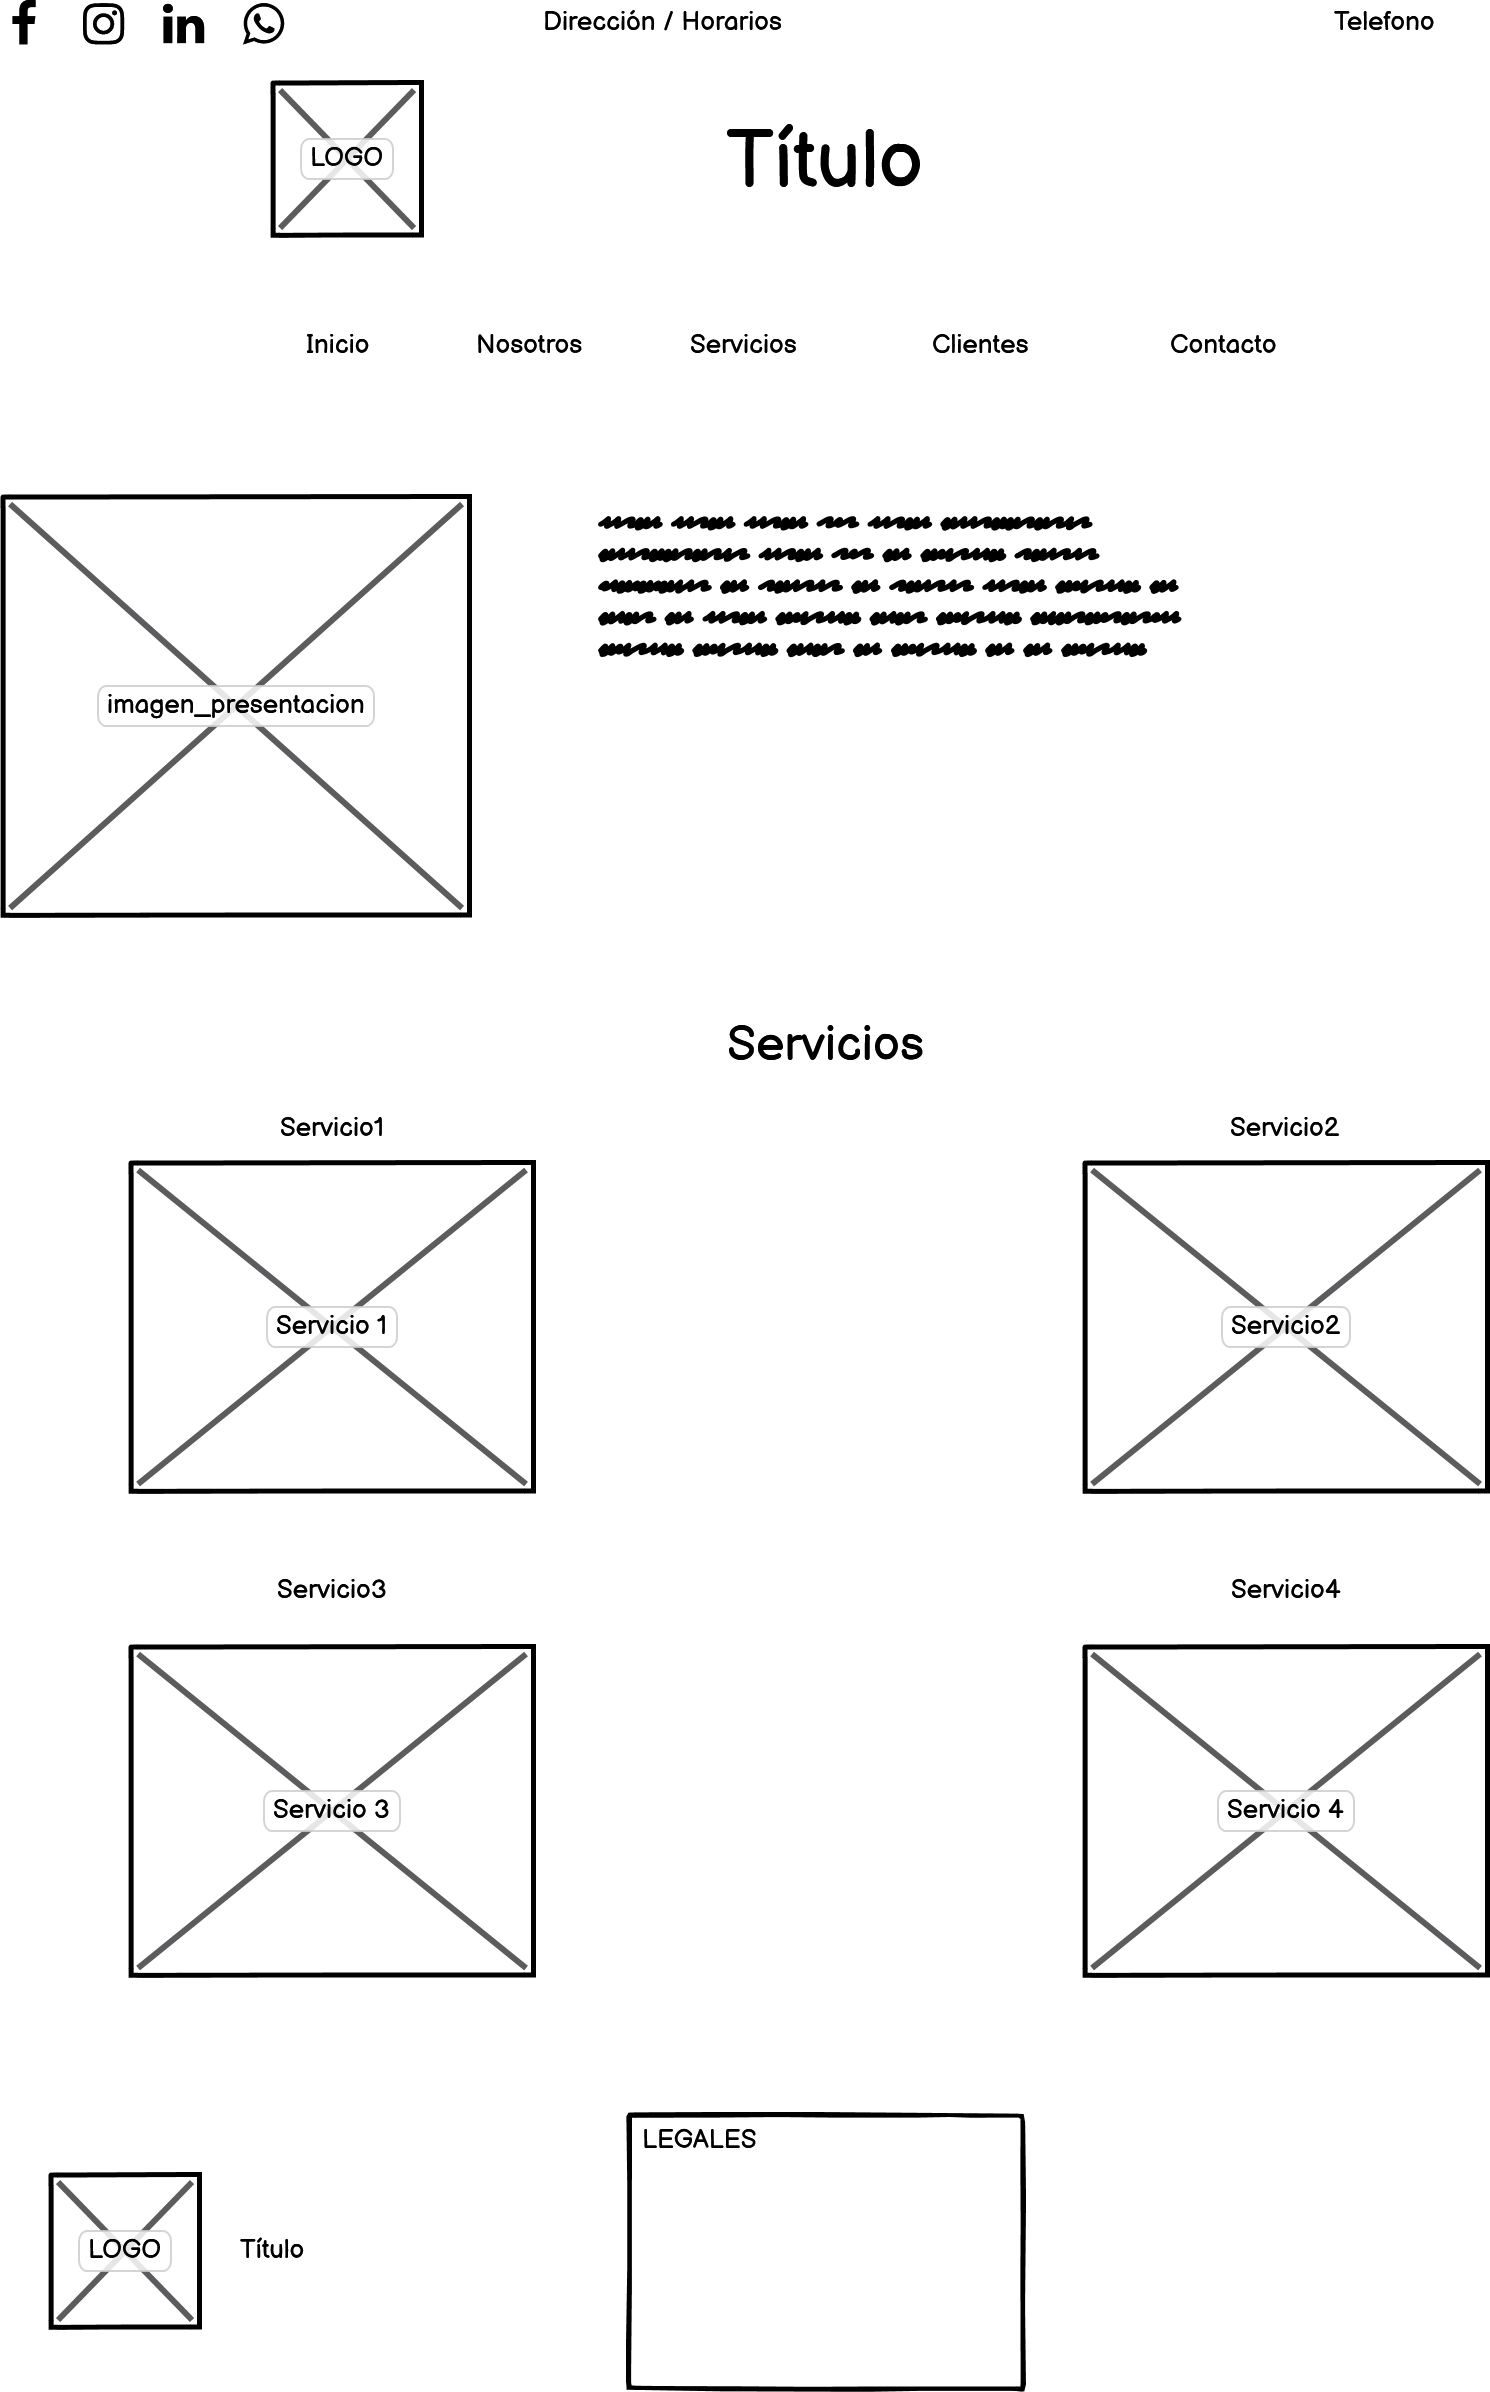 Dirección / Horarios
Telefono
LOGO
Título
Inicio
Nosotros
Servicios
Clientes
Contacto
imagen_presentacion
Servicios
Servicio1
Servicio2
Servicio 1
Servicio2
Servicio3
Servicio4
Servicio 3
Servicio 4
LEGALES
LOGO
Título